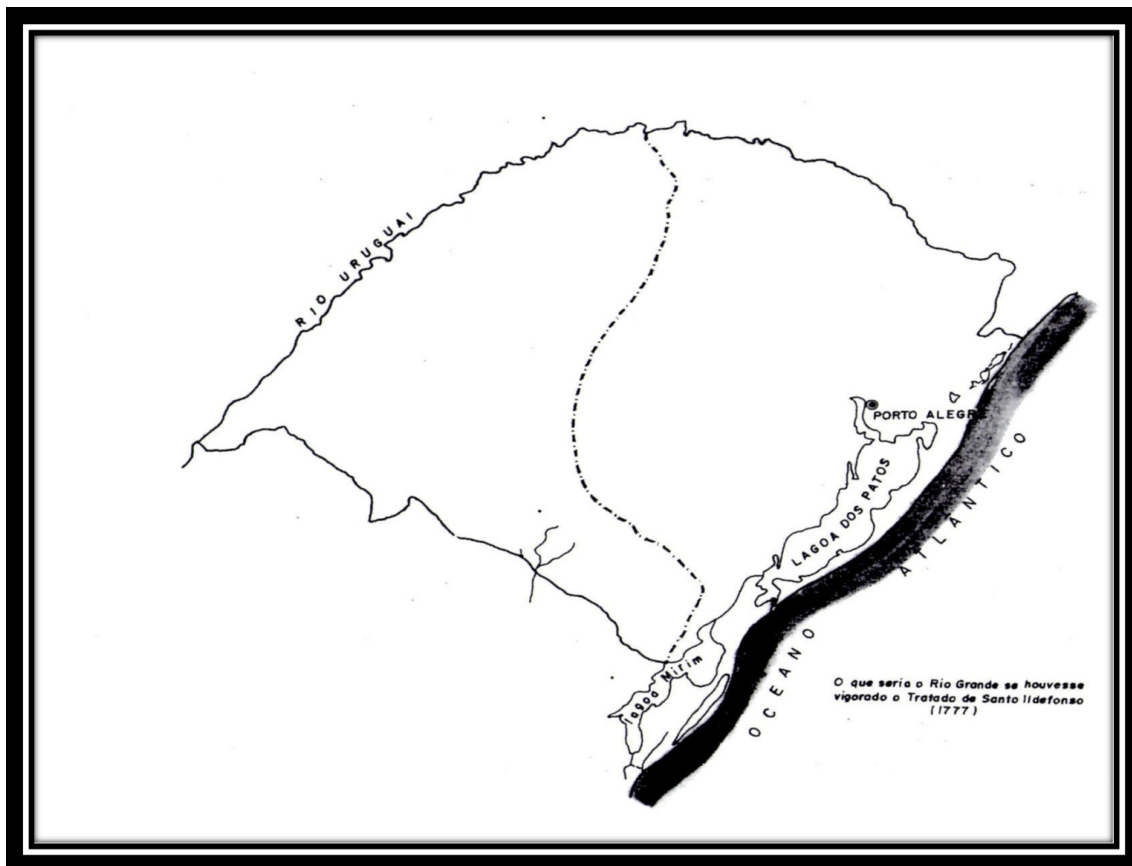 RIO URUGUAI
PORTO ALEGRE
LAGOA DOS PATOS
OCEANO ATLÂNTICO
lagoa Mirim
O que seria o Rio Grande se houvesse
vigorado o Tratado de Santo Ildefonso
(1777)